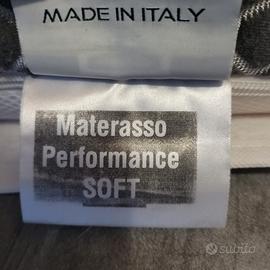 MADE IN ITALY
Materasso
Performance
SOFT
subito